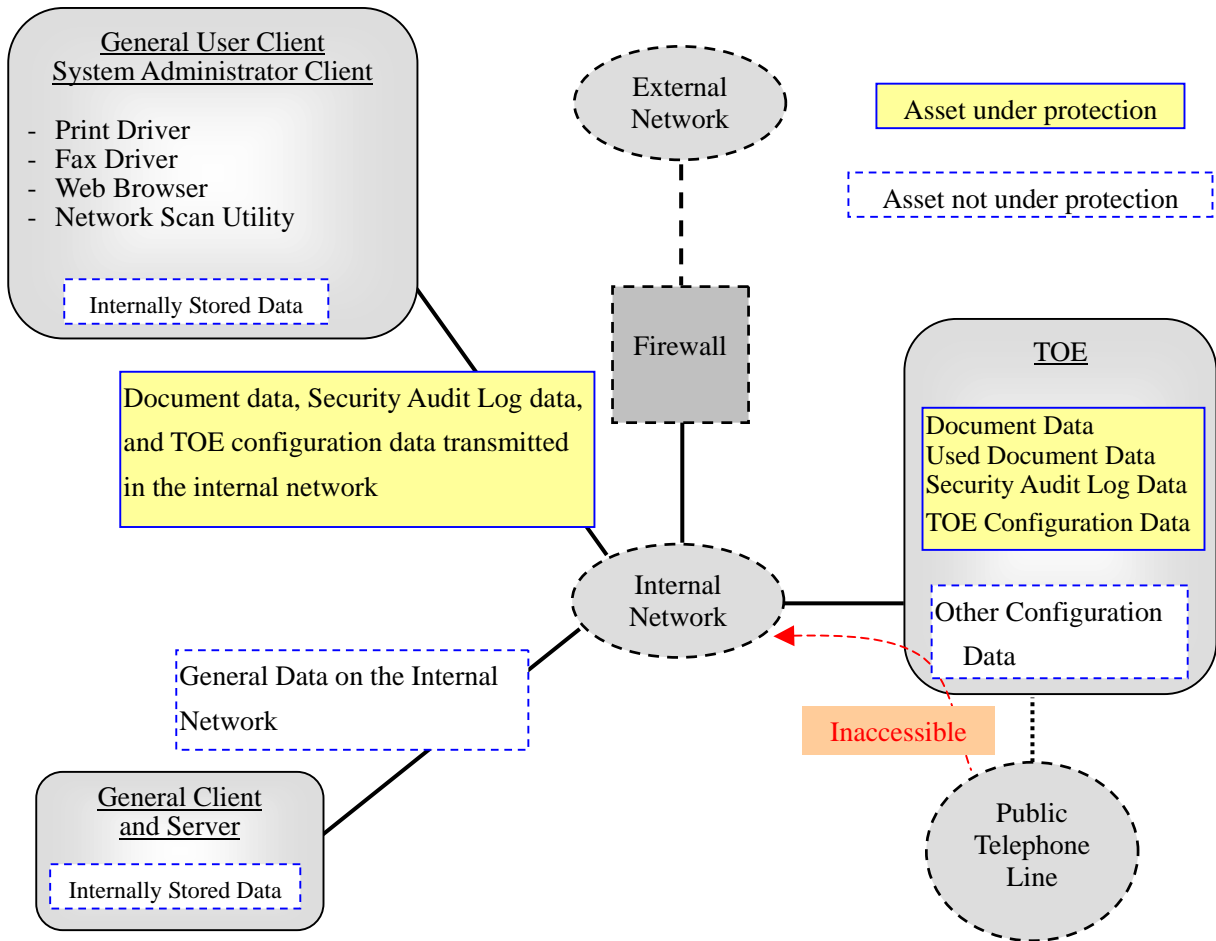 General User Client
System Administrator Client
- Print Driver
- Fax Driver
- Web Browser
- Network Scan Utility
Internally Stored Data
External
Network
Asset under protection
Asset not under protection
Firewall
Document data, Security Audit Log data,
and TOE configuration data transmitted
in the internal network
TOE
Document Data
Used Document Data
Security Audit Log Data
TOE Configuration Data
Other Configuration
Data
Internal
Network
General Data on the Internal
Network
Inaccessible
General Client
and Server
Internally Stored Data
Public
Telephone
Line